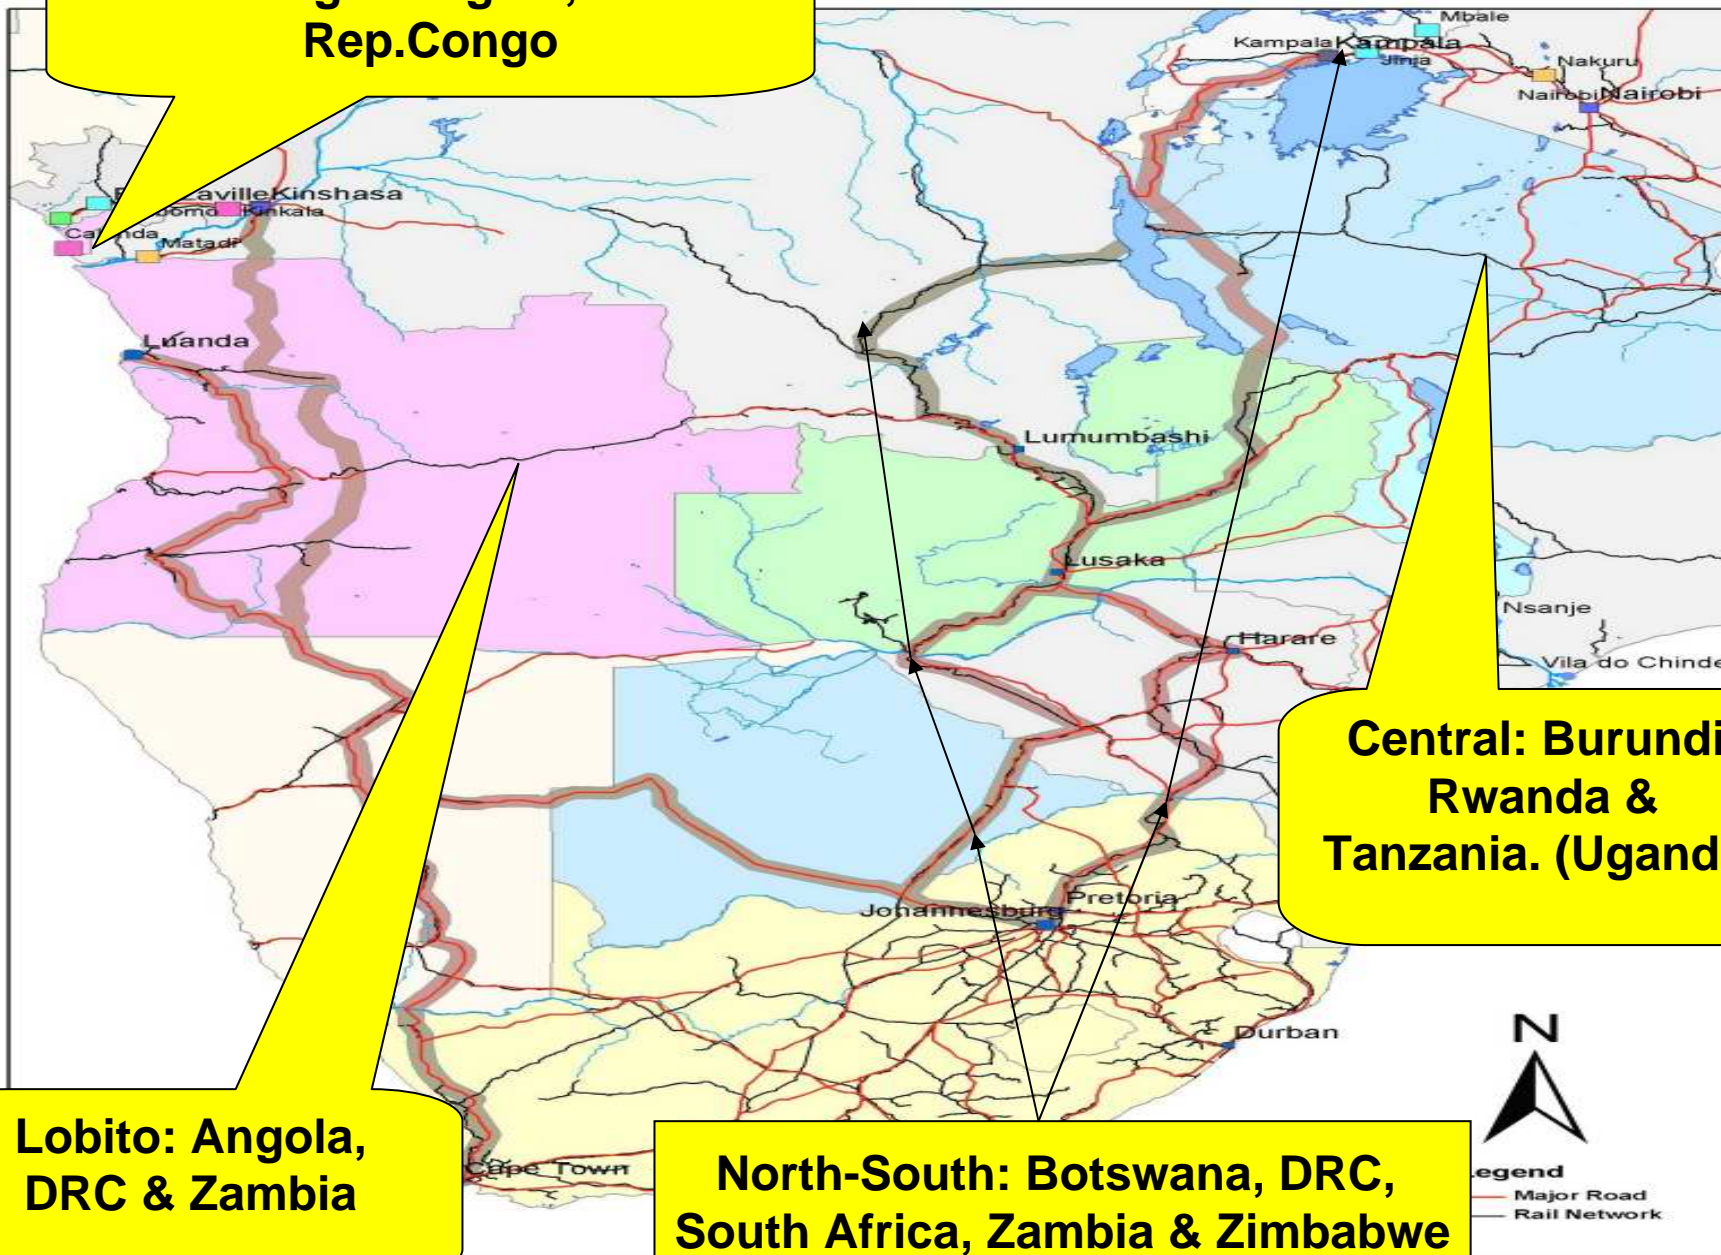 Rep.Congo
Mbale
Kampala
Kampala
Jinja
Nakuru
Nairobi
Nairobi
Kinshasa
Kinkala
Matadi
Luanda
Lumumbashi
Lusaka
Nsanje
Harare
Vila do Chinde
Central: Burundi
Rwanda &
Tanzania. (Ugand
Pretoria
Johannesburg
Durban
N
Lobito: Angola,
DRC & Zambia
Cape Town
North-South: Botswana, DRC,
South Africa, Zambia & Zimbabwe
egend
Major Road
Rail Network